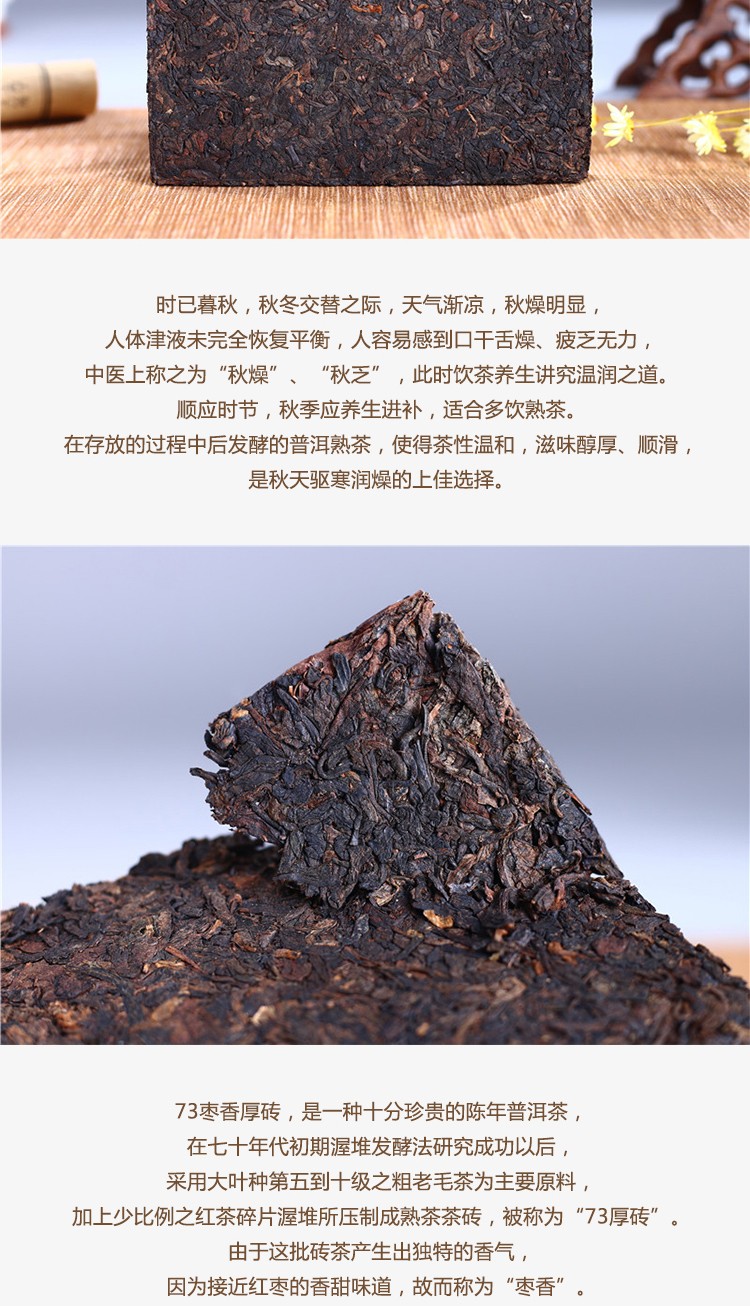 时已暮秋，秋冬交替之际，天气渐凉，秋燥明显，
人体津液未完全恢复平衡，人容易感到口干舌燥、疲乏无力，
中医上称之为“秋燥”、“秋乏”，此时饮茶养生讲究温润之道。
顺应时节，秋季应养生进补，适合多饮熟茶。
在存放的过程中后发酵的普洱熟茶，使得茶性温和，滋味醇厚、顺滑，
是秋天驱寒润燥的上佳选择。
73枣香厚砖，是一种十分珍贵的陈年普洱茶，
在七十年代初期渥堆发酵法研究成功以后，
采用大叶种第五到十级之粗老毛茶为主要原料，
加上少比例之红茶碎片渥堆所压制成熟茶茶砖，被称为“73厚砖”。
由于这批砖茶产生出独特的香气，
因为接近红枣的香甜味道，故而称为“枣香”。